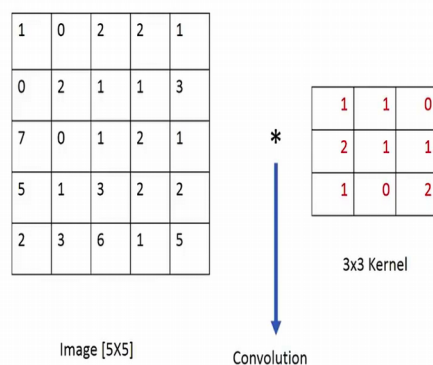 1 0 2 2 1
0 2 1 1 3
7 0 1 2 1
5 1 3 2 2
2 3 6 1 5
Image [5X5]
*
Convolution
1 1 0
2 1 1
1 0 2
3x3 Kernel